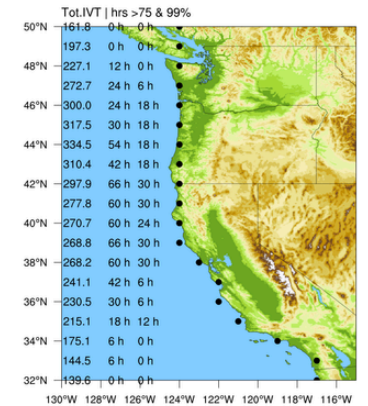 Tot.IVT | hrs >75 & 99%
50°N 161.8 0 h 0 h
197.3 0 h 0 h
48°N 227.1 12 h 0 h
272.7 24 h 6 h
46°N 300.0 24 h 18 h
317.5 30 h 18 h
44°N 334.5 54 h 18 h
310.4 42 h 18 h
42°N 297.9 66 h 30 h
277.8 60 h 30 h
40°N 270.7 60 h 24 h
268.8 66 h 30 h
38°N 268.2 60 h 30 h
241.1 42 h 6 h
36°N 230.5 30 h 6 h
215.1 18 h 12 h
34°N 175.1 6 h 0 h
144.5 6 h 0 h
32°N 139.6 0 h 0 h
130°W 128°W 126°W 124°W 122°W 120°W 118°W 116°W